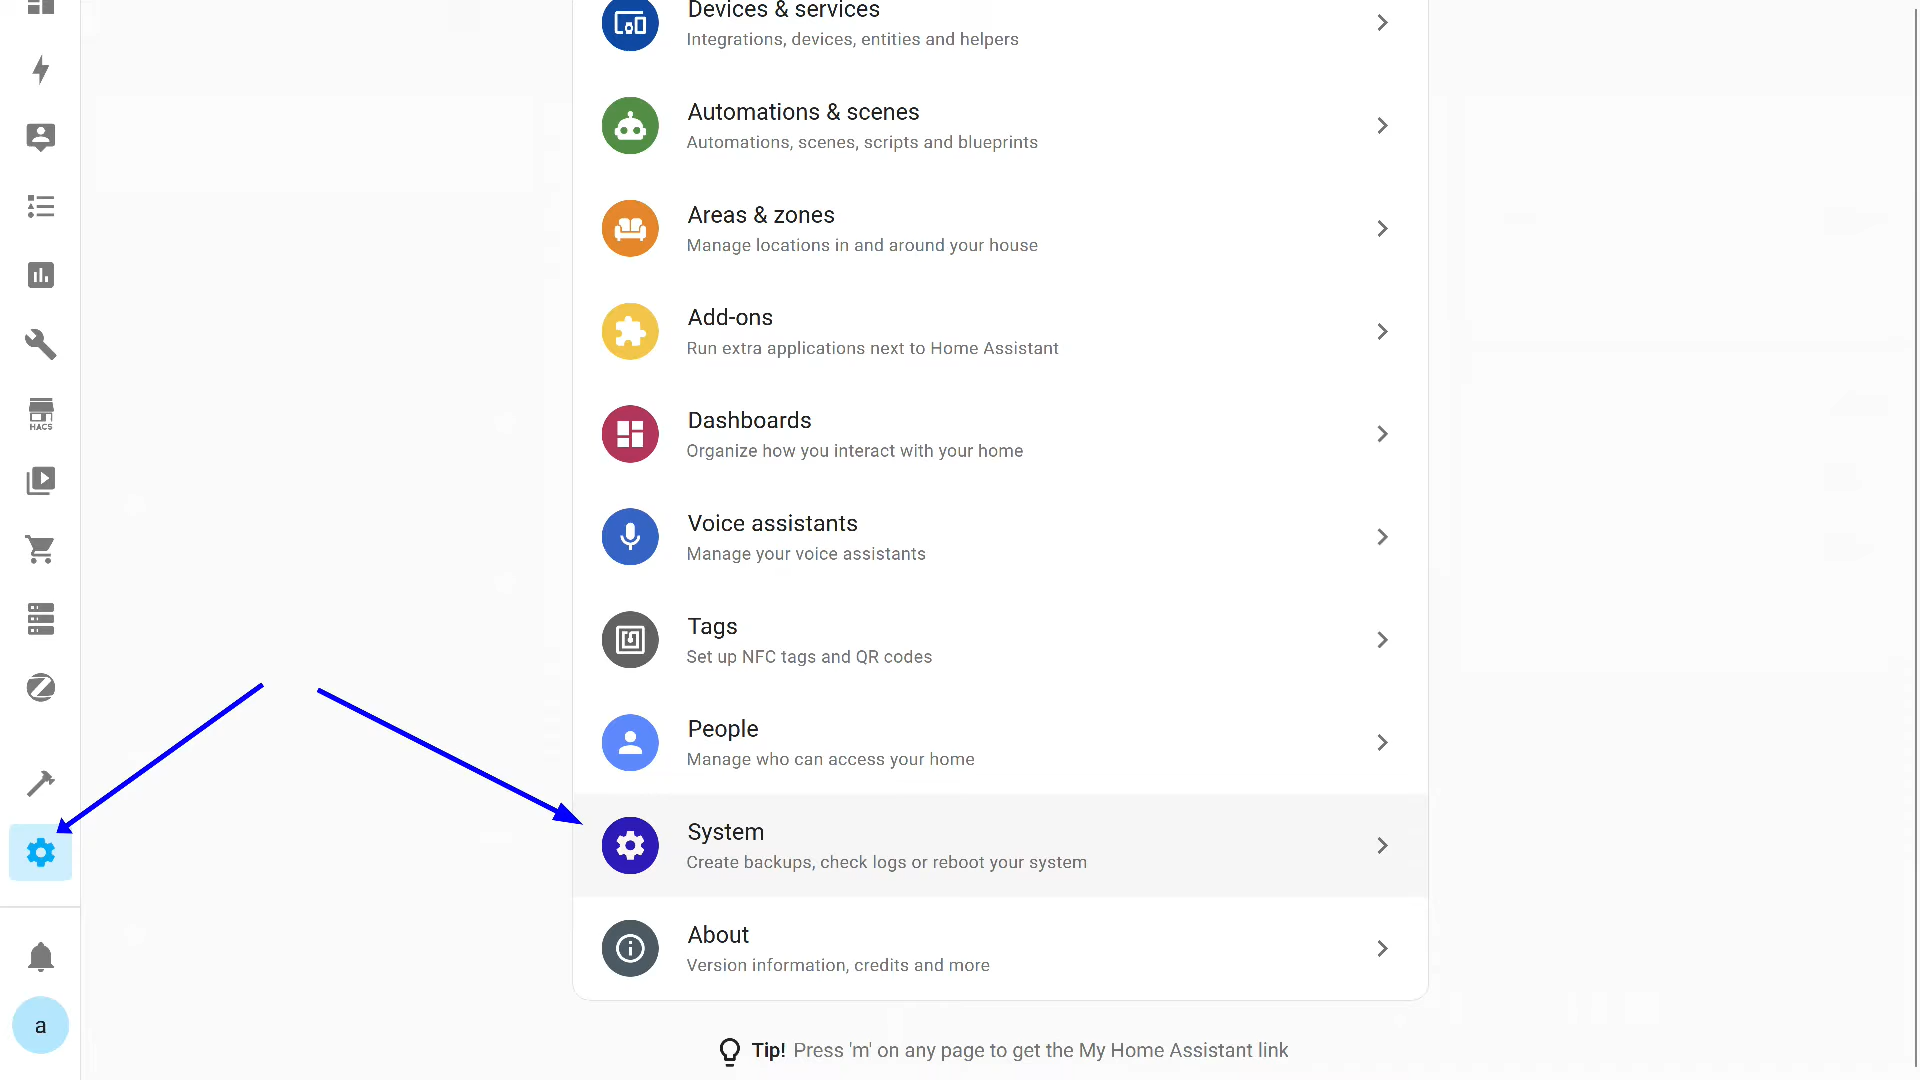 Devices & services
Integrations, devices, entities and helpers
Automations & scenes
Automations, scenes, scripts and blueprints
Areas & zones
Manage locations in and around your house
Add-ons
Run extra applications next to Home Assistant
HACS
Dashboards
Organize how you interact with your home
Voice assistants
Manage your voice assistants
Tags
Set up NFC tags and QR codes
People
Manage who can access your home
System
Create backups, check logs or reboot your system
About
Version information, credits and more
a
Tip! Press 'm' on any page to get the My Home Assistant link